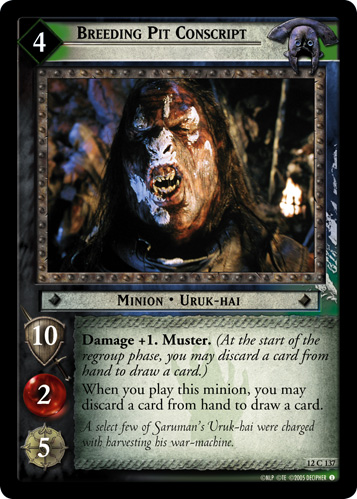 4
Breeding Pit Conscript
Minion • Uruk-hai
10
Damage +1. Muster. (At the start of the
regroup phase, you may discard a card from
hand to draw a card.)
2
When you play this minion, you may
discard a card from hand to draw a card.
5
A select few of Saruman's Uruk-hai were charged
with harvesting his war-machine.
12 C 137
©NLP ©TE ©2005 DECIPHER